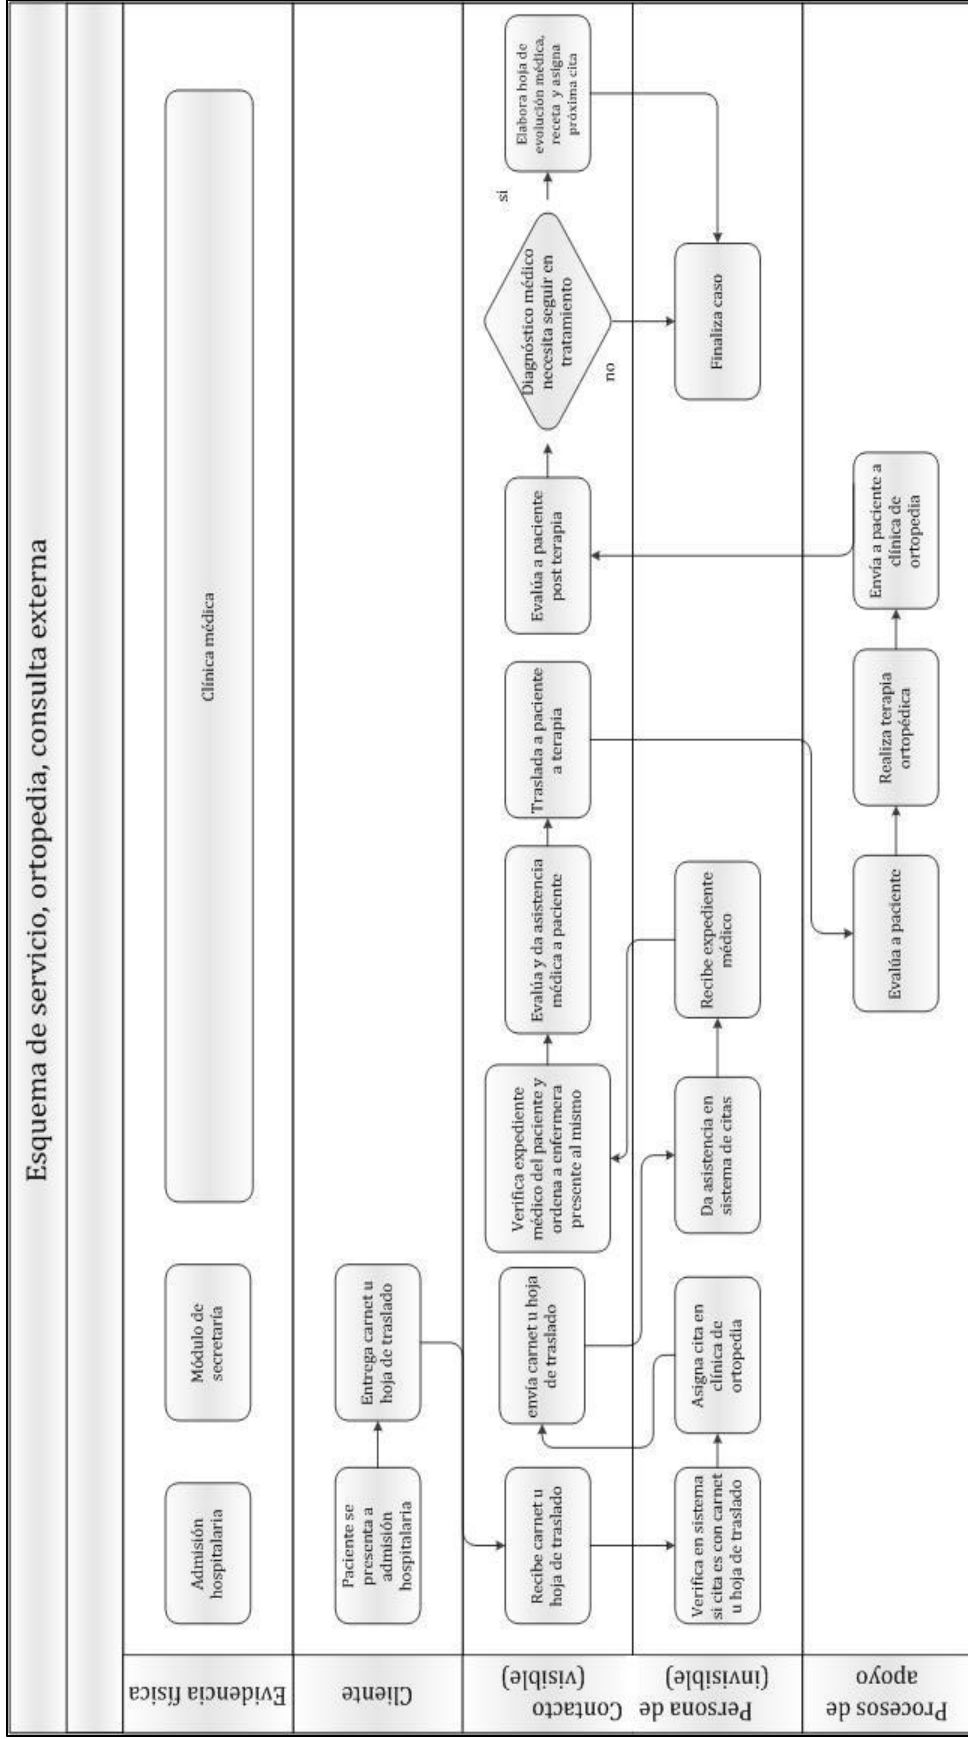 Esquema de servicio, ortopedia, consulta externa
Evidencia física
Admisión
hospitalaria
Módulo de
secretaría
Clínica médica
Cliente
Paciente se
presenta a
admisión
hospitalaria
Entrega carnet u
hoja de traslado
Persona de Contacto
(visible)
Recibe carnet u
hoja de traslado
envía carnet u hoja
de traslado
Verifica expediente
médico del paciente y
ordena a enfermera
presente al mismo
Evalúa y da asistencia
médica a paciente
Traslada a paciente
a terapia
Evalúa a paciente
post terapia
Diagnóstico médico
necesita seguir en
tratamiento
si
no
Elabora hoja de
evolución médica,
receta y asigna
próxima cita
(invisible)
Verifica en sistema
si cita es con carnet
u hoja de traslado
Asigna cita en
clínica de
ortopedia
Da asistencia en
sistema de citas
Recibe expediente
médico
Finaliza caso
Procesos de
apoyo
Evalúa a paciente
Realiza terapia
ortopédica
Envía a paciente a
clínica de
ortopedia